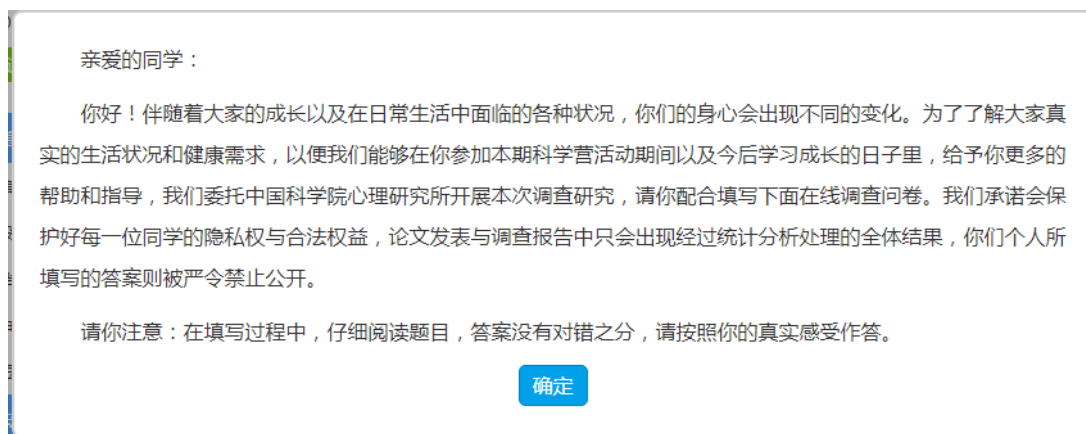 亲爱的同学：
你好！伴随着大家的成长以及在日常生活中面临的各种状况，你们的身心会出现不同的变化。为了了解大家真
实的生活状况和健康需求，以便我们能够在你参加本期科学营活动期间以及今后学习成长的日子里，给予你更多的
帮助和指导，我们委托中国科学院心理研究所开展本次调查研究，请你配合填写下面在线调查问卷。我们承诺会保
护好每一位同学的隐私权与合法权益，论文发表与调查报告中只会出现经过统计分析处理的全体结果，你们个人所
填写的答案则被严令禁止公开。
请你注意：在填写过程中，仔细阅读题目，答案没有对错之分，请按照你的真实感受作答。
确定